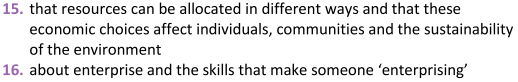 15. that resources can be allocated in different ways and that these
economic choices affect individuals, communities and the sustainability
of the environment
16. about enterprise and the skills that make someone ‘enterprising’